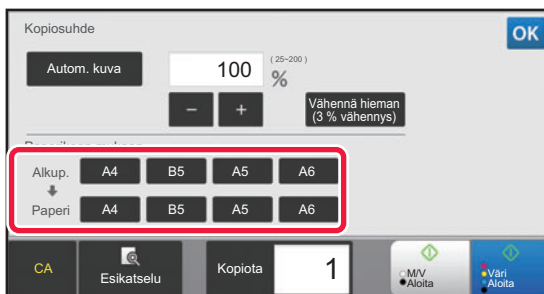 Kopiosuhde
OK
Autom. kuva
100
(25~200)
%
−
+
Vähennä hieman
(3 % vähennys)
Alkup.
A4
B5
A5
A6
Paperi
A4
B5
A5
A6
CA
Esikatselu
Kopiota
1
M/V
Aloita
Väri
Aloita